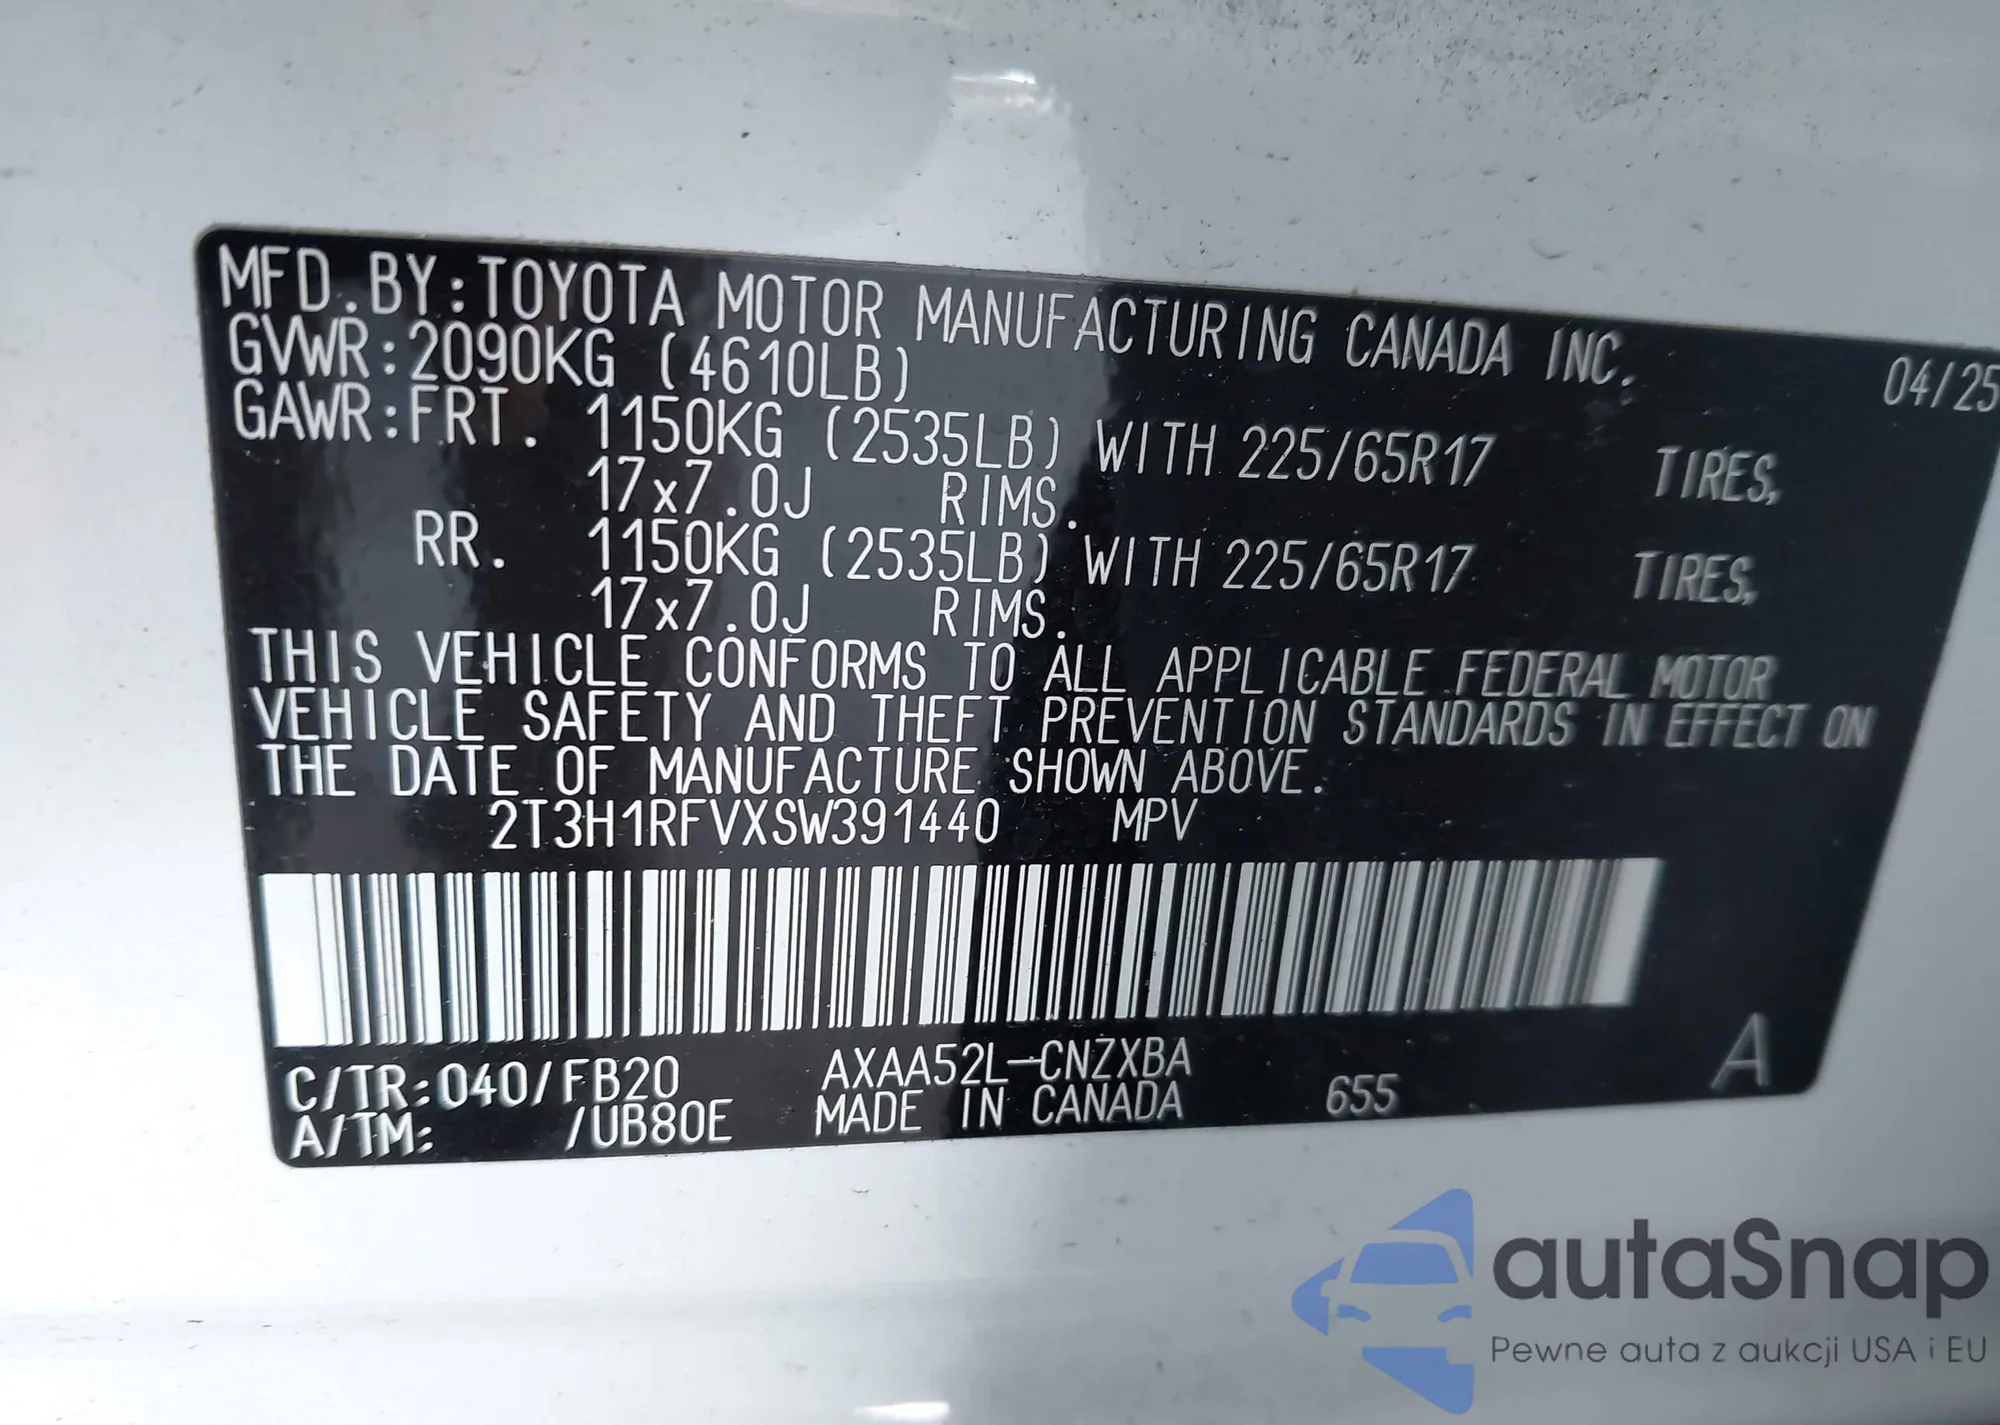 MFD.BY:TOYOTA MOTOR MANUFACTURING CANADA INC. 04/25
GVWR:2090KG (4610LB)
GAWR:FRT. 1150KG (2535LB) WITH 225/65R17 TIRES,
17x7.0J RIMS.
RR. 1150KG (2535LB) WITH 225/65R17 TIRES,
17x7.0J RIMS.
THIS VEHICLE CONFORMS TO ALL APPLICABLE FEDERAL MOTOR
VEHICLE SAFETY AND THEFT PREVENTION STANDARDS IN EFFECT ON
THE DATE OF MANUFACTURE SHOWN ABOVE.
2T3H1RFVXSW391440 MPV
C/TR:040/FB20 AXAA52L-CNZXBA
A/TM: /UB80E MADE IN CANADA 655 A
autaSnap
Pewne auta z aukcji USA i EU